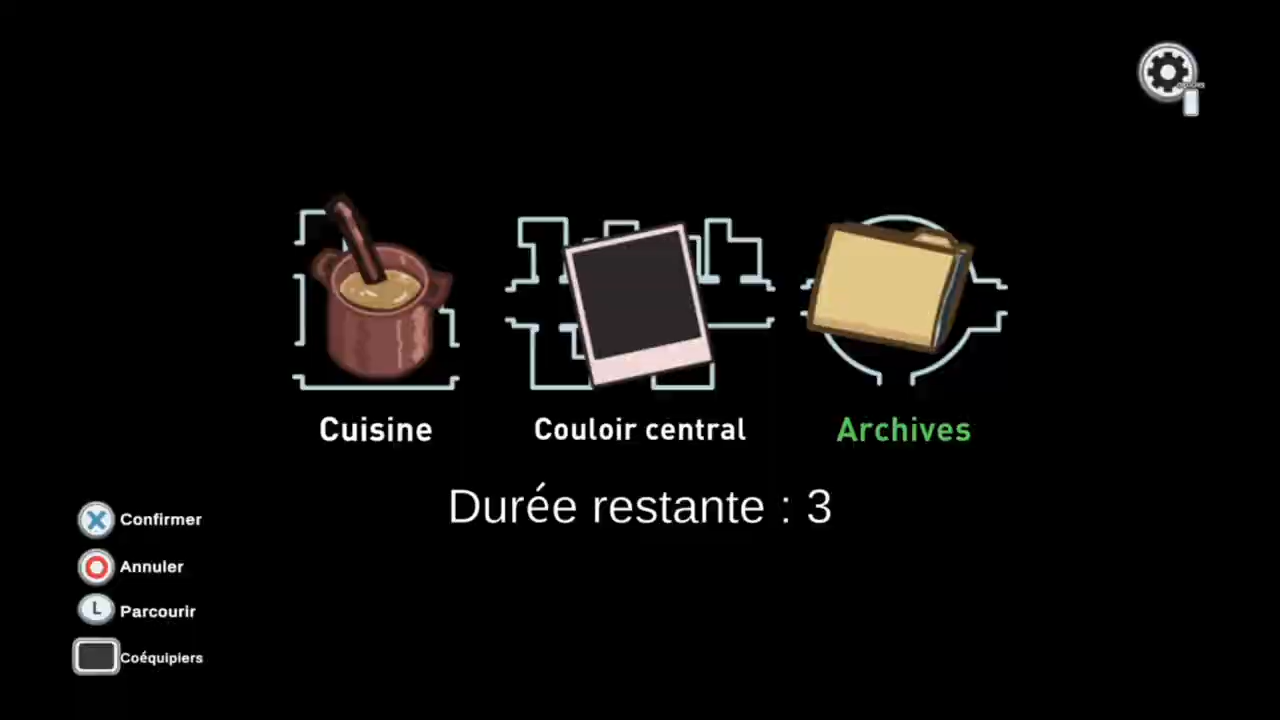 Cuisine
Couloir central
Archives
Durée restante : 3
Confirmer
Annuler
L
Parcourir
Coéquipiers